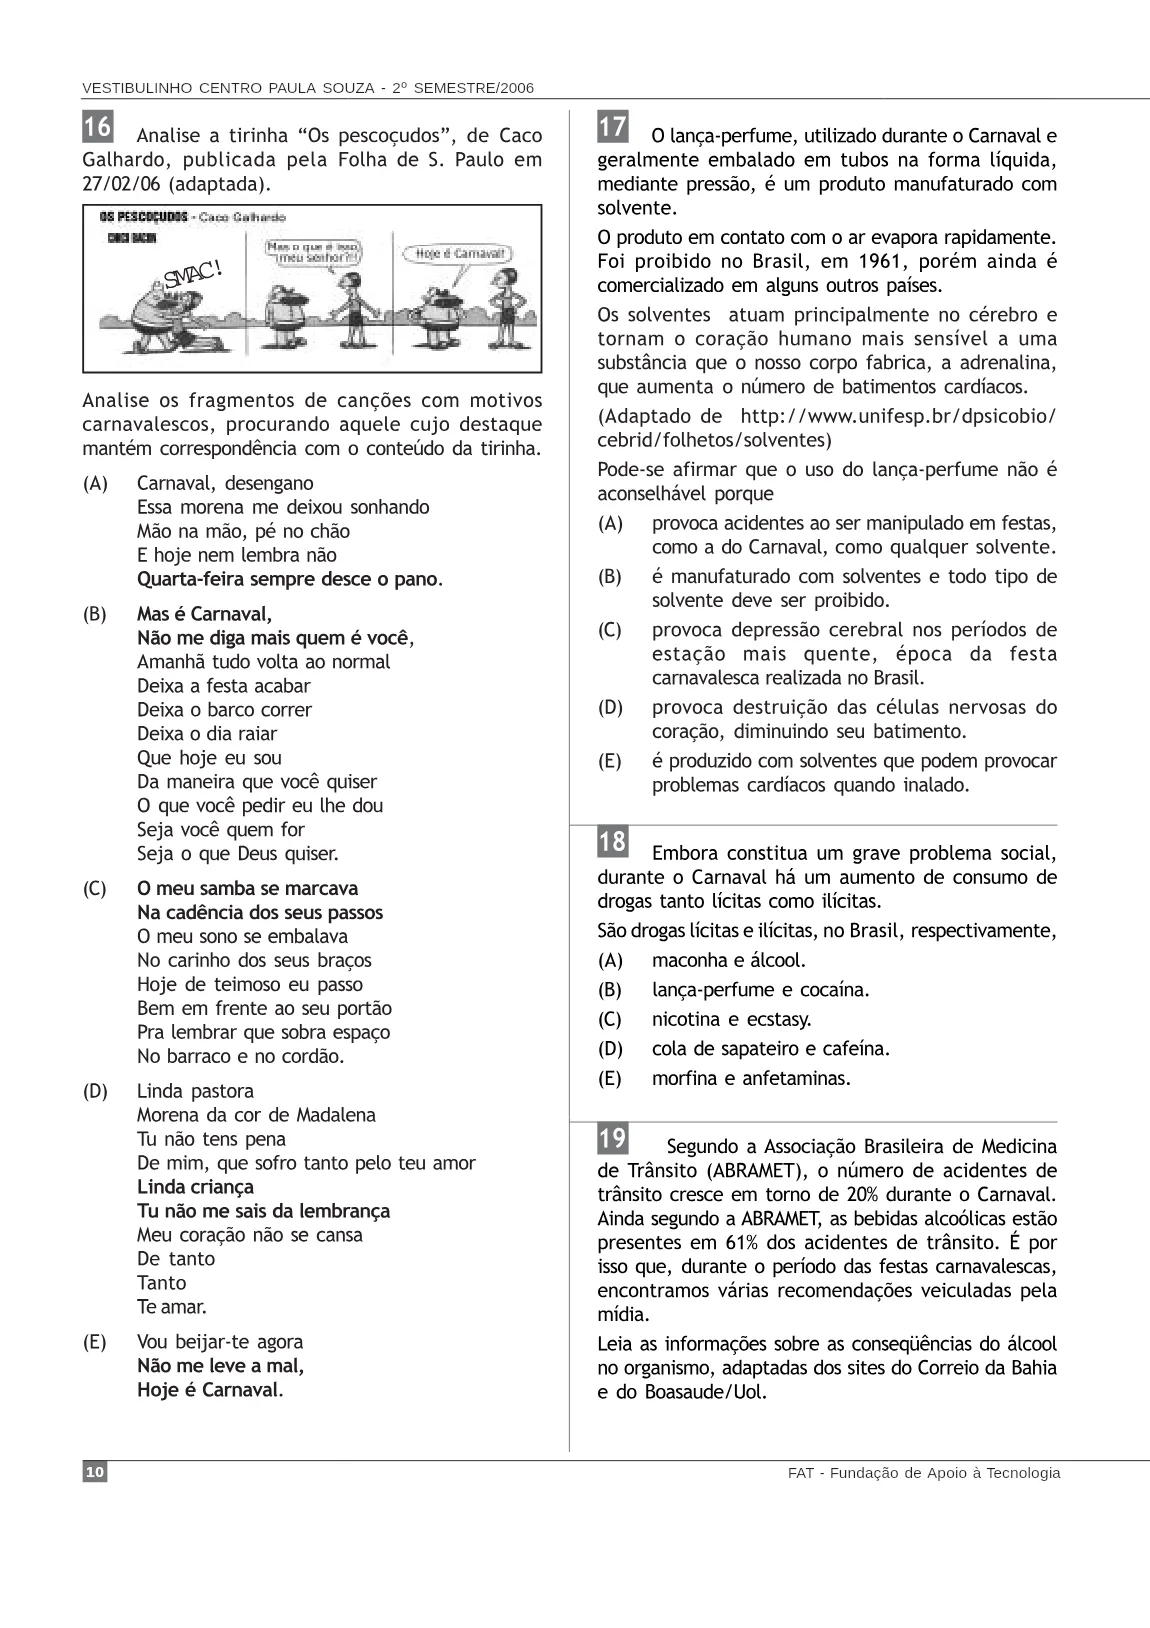 VESTIBULINHO CENTRO PAULA SOUZA - 2º SEMESTRE/2006
16 Analise a tirinha “Os pescoçudos”, de Caco
Galhardo, publicada pela Folha de S. Paulo em
27/02/06 (adaptada).
OS PESCOÇUDOS - Caco Galhardo
CHICO BACON
SMAC!
Mas o que é isso,
meu senhor?!!
Hoje é Carnaval!
Analise os fragmentos de canções com motivos
carnavalescos, procurando aquele cujo destaque
mantém correspondência com o conteúdo da tirinha.
(A) Carnaval, desengano
Essa morena me deixou sonhando
Mão na mão, pé no chão
E hoje nem lembra não
Quarta-feira sempre desce o pano.
(B) Mas é Carnaval,
Não me diga mais quem é você,
Amanhã tudo volta ao normal
Deixa a festa acabar
Deixa o barco correr
Deixa o dia raiar
Que hoje eu sou
Da maneira que você quiser
O que você pedir eu lhe dou
Seja você quem for
Seja o que Deus quiser.
(C) O meu samba se marcava
Na cadência dos seus passos
O meu sono se embalava
No carinho dos seus braços
Hoje de teimoso eu passo
Bem em frente ao seu portão
Pra lembrar que sobra espaço
No barraco e no cordão.
(D) Linda pastora
Morena da cor de Madalena
Tu não tens pena
De mim, que sofro tanto pelo teu amor
Linda criança
Tu não me sais da lembrança
Meu coração não se cansa
De tanto
Tanto
Te amar.
(E) Vou beijar-te agora
Não me leve a mal,
Hoje é Carnaval.
17 O lança-perfume, utilizado durante o Carnaval e
geralmente embalado em tubos na forma líquida,
mediante pressão, é um produto manufaturado com
solvente.
O produto em contato com o ar evapora rapidamente.
Foi proibido no Brasil, em 1961, porém ainda é
comercializado em alguns outros países.
Os solventes atuam principalmente no cérebro e
tornam o coração humano mais sensível a uma
substância que o nosso corpo fabrica, a adrenalina,
que aumenta o número de batimentos cardíacos.
(Adaptado de http://www.unifesp.br/dpsicobio/
cebrid/folhetos/solventes)
Pode-se afirmar que o uso do lança-perfume não é
aconselhável porque
(A) provoca acidentes ao ser manipulado em festas,
como a do Carnaval, como qualquer solvente.
(B) é manufaturado com solventes e todo tipo de
solvente deve ser proibido.
(C) provoca depressão cerebral nos períodos de
estação mais quente, época da festa
carnavalesca realizada no Brasil.
(D) provoca destruição das células nervosas do
coração, diminuindo seu batimento.
(E) é produzido com solventes que podem provocar
problemas cardíacos quando inalado.
18 Embora constitua um grave problema social,
durante o Carnaval há um aumento de consumo de
drogas tanto lícitas como ilícitas.
São drogas lícitas e ilícitas, no Brasil, respectivamente,
(A) maconha e álcool.
(B) lança-perfume e cocaína.
(C) nicotina e ecstasy.
(D) cola de sapateiro e cafeína.
(E) morfina e anfetaminas.
19 Segundo a Associação Brasileira de Medicina
de Trânsito (ABRAMET), o número de acidentes de
trânsito cresce em torno de 20% durante o Carnaval.
Ainda segundo a ABRAMET, as bebidas alcoólicas estão
presentes em 61% dos acidentes de trânsito. É por
isso que, durante o período das festas carnavalescas,
encontramos várias recomendações veiculadas pela
mídia.
Leia as informações sobre as conseqüências do álcool
no organismo, adaptadas dos sites do Correio da Bahia
e do Boasaude/Uol.
10
FAT - Fundação de Apoio à Tecnologia